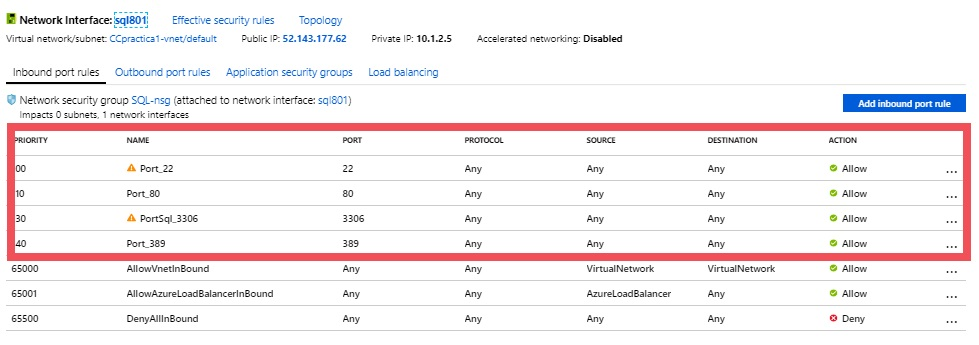 Network Interface: sql801 Effective security rules Topology
Virtual network/subnet: CCpractica1-vnet/default Public IP: 52.143.177.62 Private IP: 10.1.2.5 Accelerated networking: Disabled
Inbound port rules Outbound port rules Application security groups Load balancing
Network security group SQL-nsg (attached to network interface: sql801)
Impacts 0 subnets, 1 network interfaces
Add inbound port rule
PRIORITY NAME PORT PROTOCOL SOURCE DESTINATION ACTION
00 Port_22 22 Any Any Any Allow ...
10 Port_80 80 Any Any Any Allow ...
30 PortSql_3306 3306 Any Any Any Allow ...
40 Port_389 389 Any Any Any Allow ...
65000 AllowVnetInBound Any Any VirtualNetwork VirtualNetwork Allow ...
65001 AllowAzureLoadBalancerInBound Any Any AzureLoadBalancer Any Allow ...
65500 DenyAllInBound Any Any Any Any Deny ...